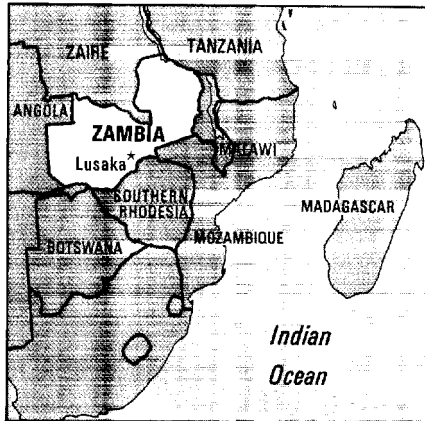 ZAIRE
TANZANIA
ANGOLA
ZAMBIA
Lusaka
MALAWI
SOUTHERN
RHODESIA
MADAGASCAR
BOTSWANA
MOZAMBIQUE
Indian
Ocean